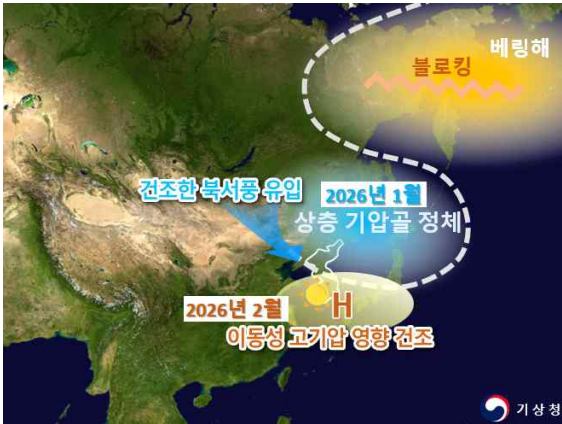 베링해
블로킹
건조한 북서풍 유입
2026년 1월
상층 기압골 정체
2026년 2월
H
이동성 고기압 영향 건조
기상청